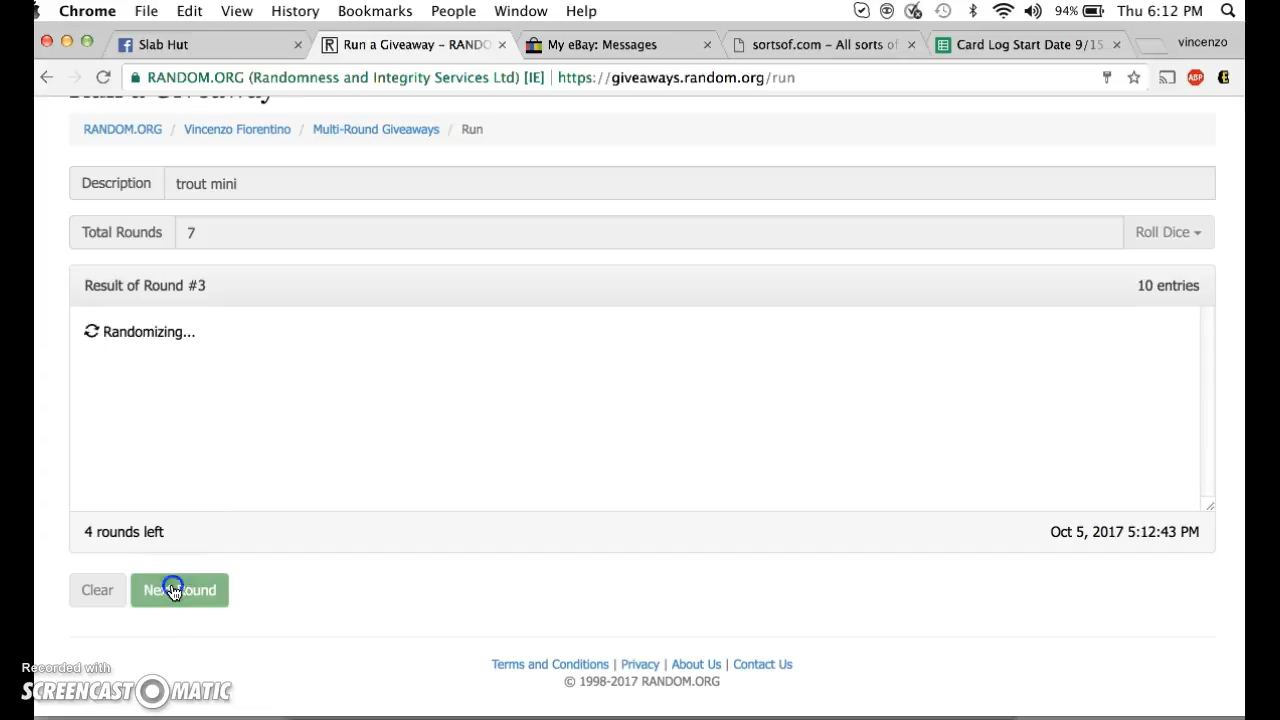 Chrome File Edit View History Bookmarks People Window Help 94% Thu 6:12 PM
Slab Hut Run a Giveaway – RANDO My eBay: Messages sortsof.com – All sorts of Card Log Start Date 9/15 vincenzo
RANDOM.ORG (Randomness and Integrity Services Ltd) [IE] https://giveaways.random.org/run ABP
Run a Giveaway
RANDOM.ORG / Vincenzo Fiorentino / Multi-Round Giveaways / Run
Description trout mini
Total Rounds 7 Roll Dice
Result of Round #3 10 entries
Randomizing...
4 rounds left Oct 5, 2017 5:12:43 PM
Clear Next Round
Terms and Conditions | Privacy | About Us | Contact Us
© 1998-2017 RANDOM.ORG
Recorded with
SCREENCAST O MATIC